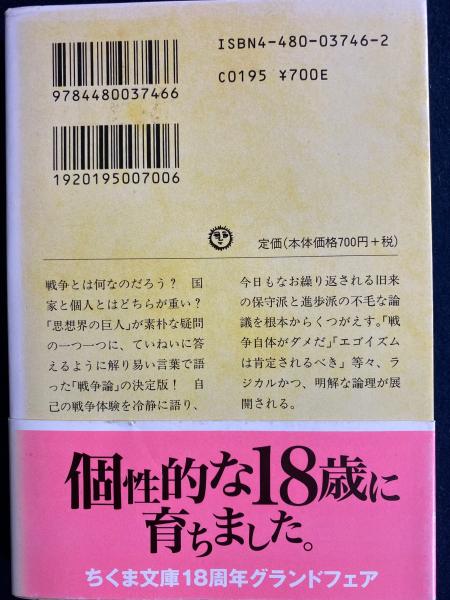 ISBN4-480-03746-2
C0195 ¥700E
9784480037466
1920195007006
定価(本体価格700円+税)
戦争とは何なのだろう? 国
家と個人とはどちらが重い?
「思想界の巨人」が素朴な疑問
の一つ一つに、ていねいに答
えるように解り易い言葉で語
った「戦争論」の決定版! 自
己の戦争体験を冷静に語り、
今日もなお繰り返される旧来
の保守派と進歩派の不毛な論
議を根本からくつがえす。「戦
争自体がダメだ」「エゴイズム
は肯定されるべき」等々、ラ
ジカルかつ、明解な論理が展
開される。
個性的な18歳に
育ちました。
ちくま文庫18周年グランドフェア